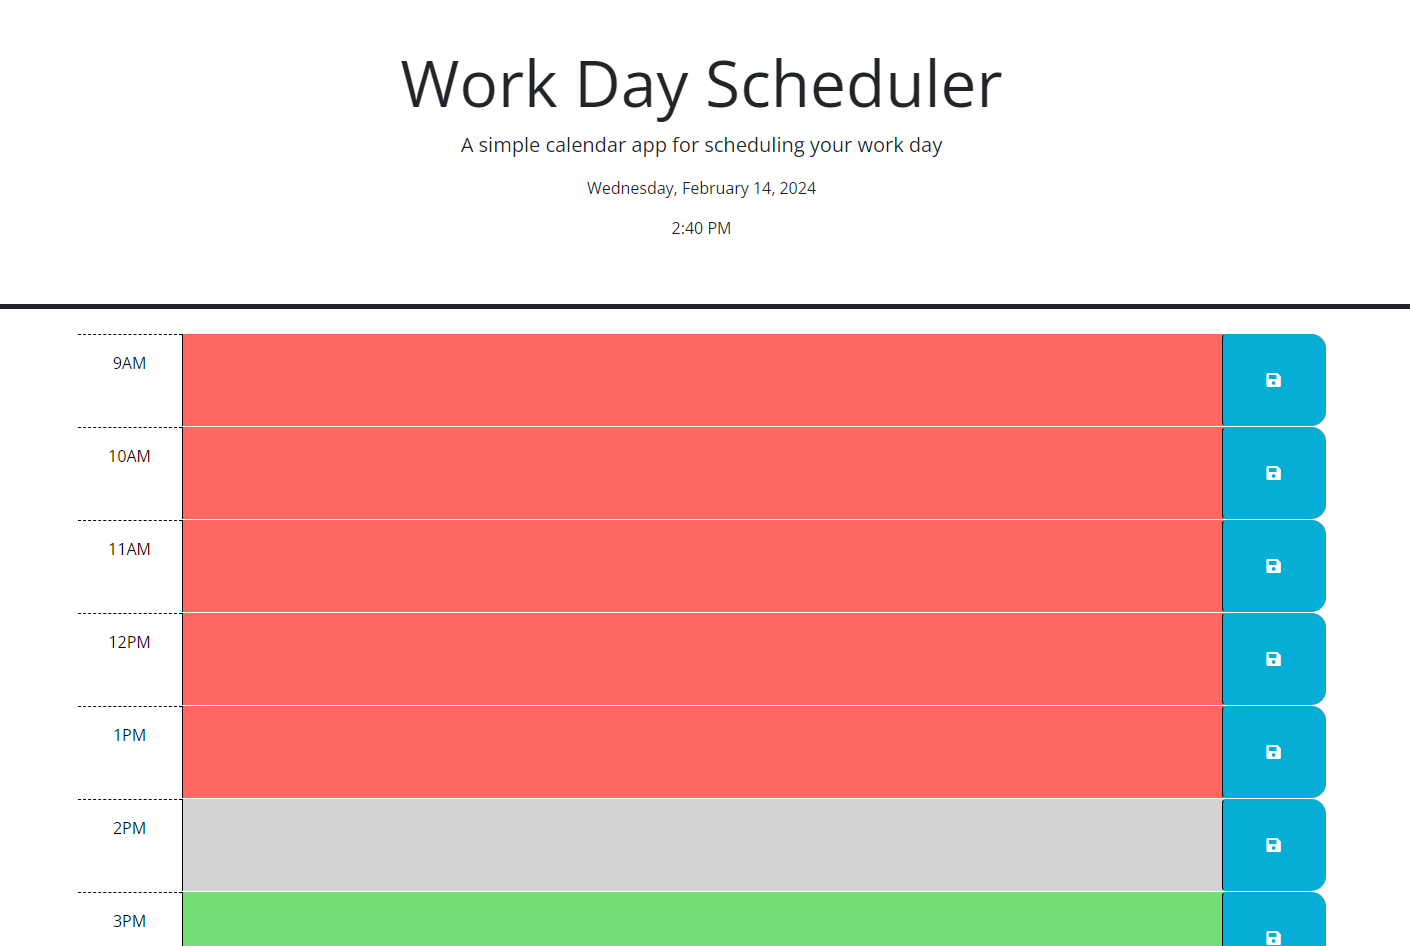 Work Day Scheduler
A simple calendar app for scheduling your work day
Wednesday, February 14, 2024
2:40 PM
9AM
10AM
11AM
12PM
1PM
2PM
3PM